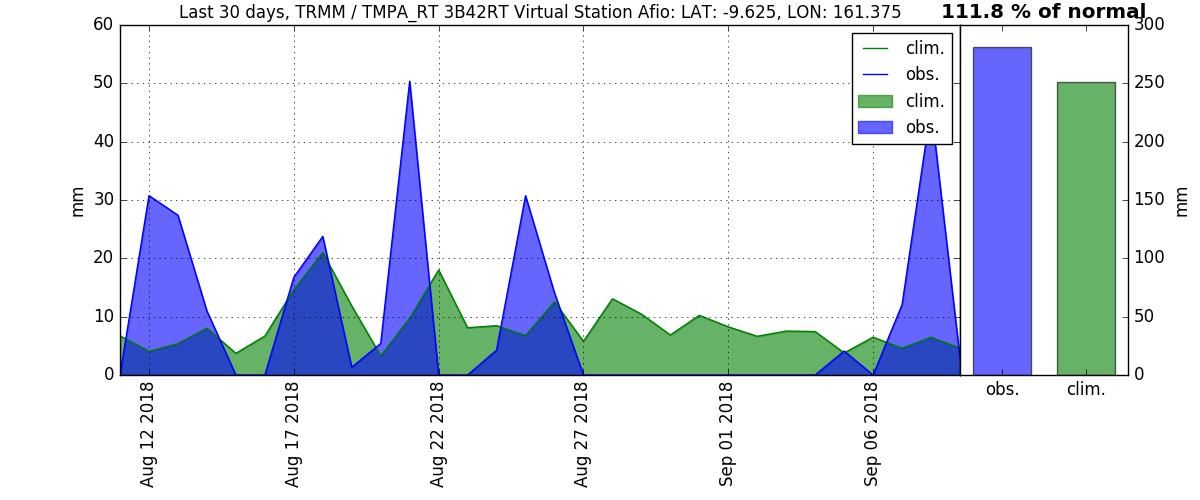 Last 30 days, TRMM / TMPA_RT 3B42RT Virtual Station Afio: LAT: -9.625, LON: 161.375
111.8 % of normal
60
50
40
30
20
10
0
mm
clim.
obs.
clim.
obs.
300
250
200
150
100
50
0
mm
obs.
clim.
Aug 12 2018
Aug 17 2018
Aug 22 2018
Aug 27 2018
Sep 01 2018
Sep 06 2018